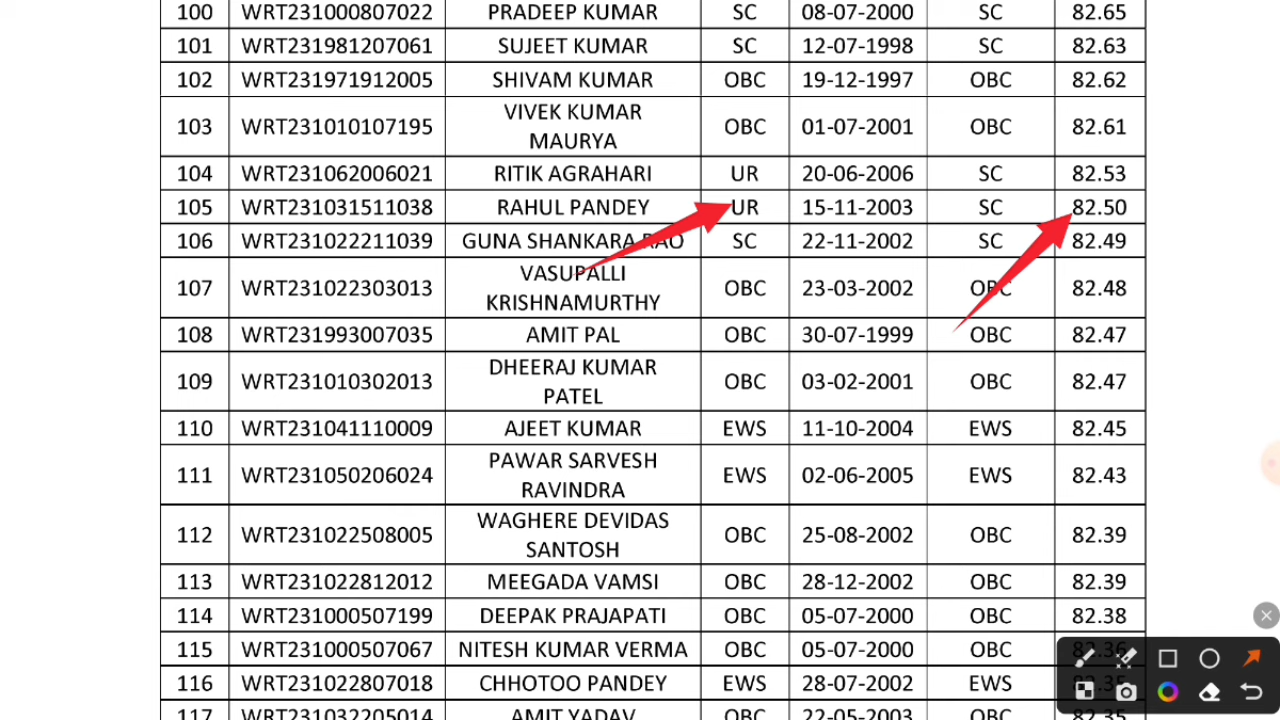 100 WRT231000807022 PRADEEP KUMAR SC 08-07-2000 SC 82.65
101 WRT231981207061 SUJEET KUMAR SC 12-07-1998 SC 82.63
102 WRT231971912005 SHIVAM KUMAR OBC 19-12-1997 OBC 82.62
103 WRT231010107195 VIVEK KUMAR MAURYA OBC 01-07-2001 OBC 82.61
104 WRT231062006021 RITIK AGRAHARI UR 20-06-2006 SC 82.53
105 WRT231031511038 RAHUL PANDEY UR 15-11-2003 SC 82.50
106 WRT231022211039 GUNA SHANKARA RAO SC 22-11-2002 SC 82.49
107 WRT231022303013 VASUPALLI KRISHNAMURTHY OBC 23-03-2002 OBC 82.48
108 WRT231993007035 AMIT PAL OBC 30-07-1999 OBC 82.47
109 WRT231010302013 DHEERAJ KUMAR PATEL OBC 03-02-2001 OBC 82.47
110 WRT231041110009 AJEET KUMAR EWS 11-10-2004 EWS 82.45
111 WRT231050206024 PAWAR SARVESH RAVINDRA EWS 02-06-2005 EWS 82.43
112 WRT231022508005 WAGHERE DEVIDAS SANTOSH OBC 25-08-2002 OBC 82.39
113 WRT231022812012 MEEGADA VAMSI OBC 28-12-2002 OBC 82.39
114 WRT231000507199 DEEPAK PRAJAPATI OBC 05-07-2000 OBC 82.38
115 WRT231000507067 NITESH KUMAR VERMA OBC 05-07-2000 OBC 82.36
116 WRT231022807018 CHHOTOO PANDEY EWS 28-07-2002 EWS 82.35
117 WRT231032205014 AMIT YADAV OBC 22-05-2003 OBC 82.35